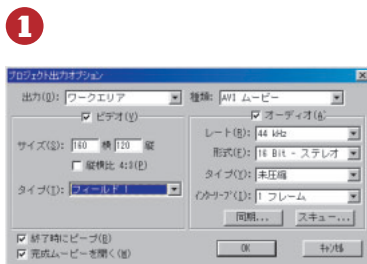 1
プロジェクト出力オプション
出力(O): ワークエリア 種類: AVI ムービー
ビデオ(V) オーディオ(A)
サイズ(S): 160 横 120 縦
縦横比 4:3(P)
タイプ(I): フィールド 1
レート(R): 44 kHz
形式(F): 16 Bit - ステレオ
タイプ(Y): 未圧縮
インターリーブ(L): 1 フレーム
同期... スキュー...
終了時にビープ(B)
完成ムービーを開く(W)
OK キャンセル